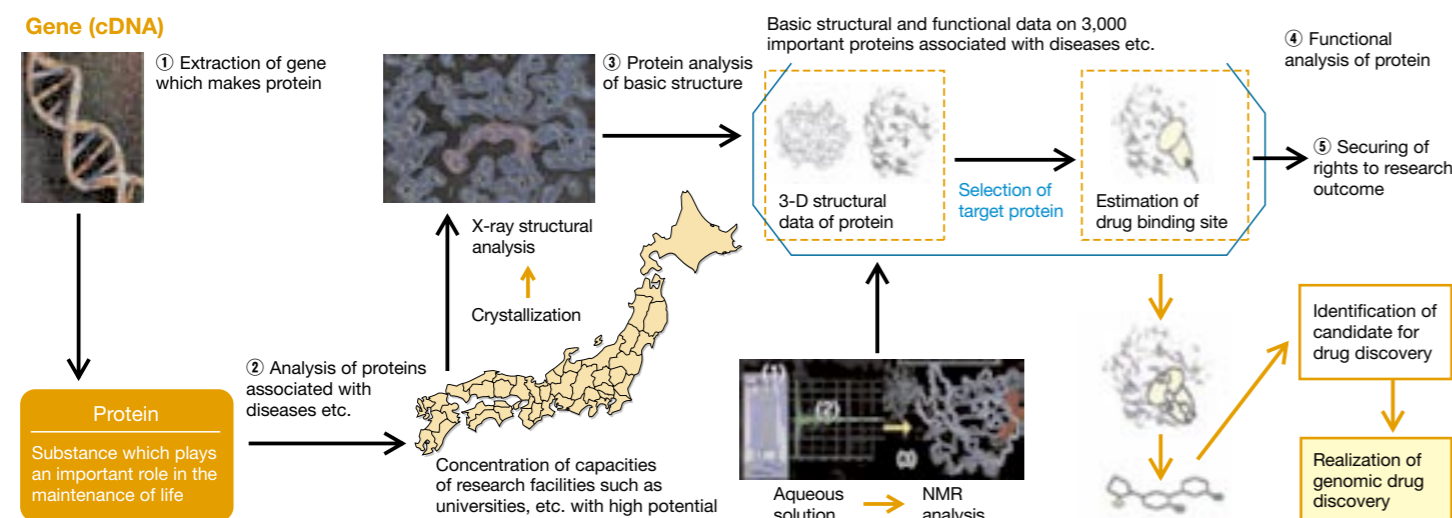 Gene (cDNA)
① Extraction of gene
which makes protein
Protein
Substance which plays
an important role in the
maintenance of life
② Analysis of proteins
associated with
diseases etc.
Concentration of capacities
of research facilities such as
universities, etc. with high potential
Crystallization
X-ray structural
analysis
③ Protein analysis
of basic structure
Basic structural and functional data on 3,000
important proteins associated with diseases etc.
3-D structural
data of protein
Selection of
target protein
Estimation of
drug binding site
(1)
(2)
(3)
Aqueous
solution
NMR
analysis
④ Functional
analysis of protein
⑤ Securing of
rights to research
outcome
Identification of
candidate for
drug discovery
Realization of
genomic drug
discovery